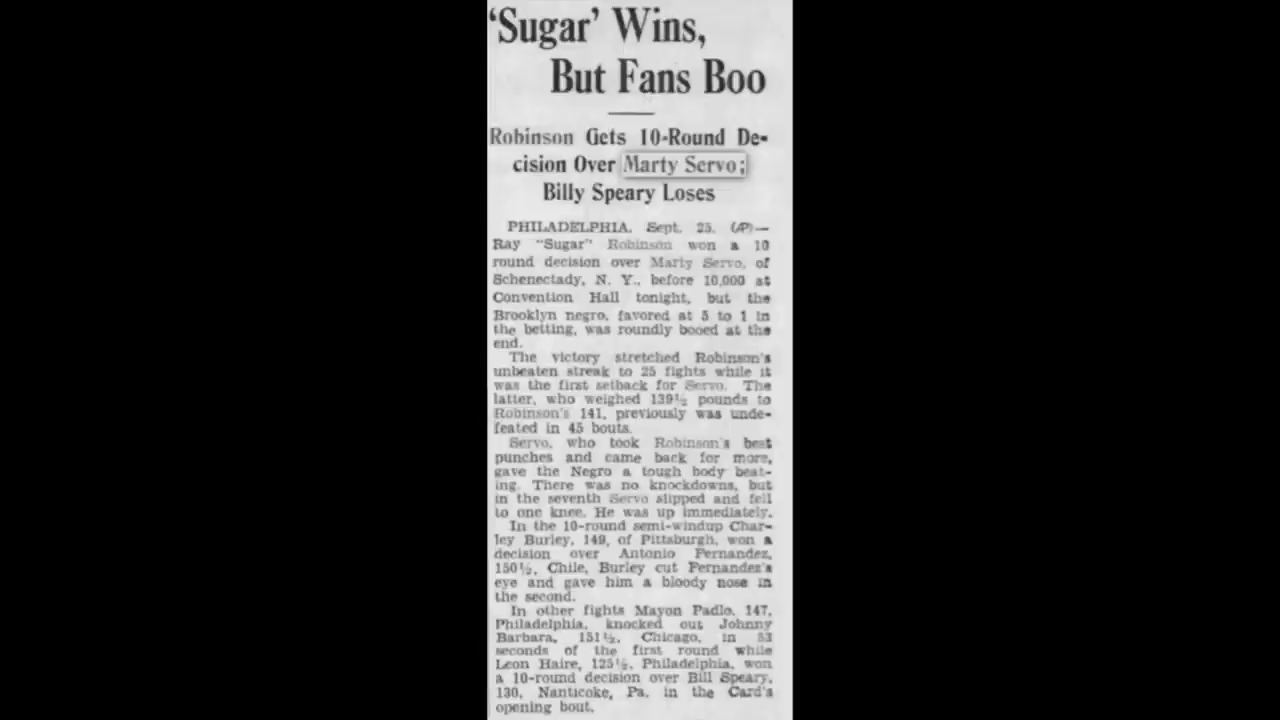 ‘Sugar’ Wins,
But Fans Boo
Robinson Gets 10-Round De-
cision Over Marty Servo;
Billy Speary Loses
PHILADELPHIA, Sept. 25. (AP)—
Ray “Sugar” Robinson won a 10
round decision over Marty Servo, of
Schenectady, N. Y., before 10,000 at
Convention Hall tonight, but the
Brooklyn negro, favored at 5 to 1 in
the betting, was roundly booed at the
end.
The victory stretched Robinson's
unbeaten streak to 25 fights while it
was the first setback for Servo. The
latter, who weighed 139½ pounds to
Robinson's 141, previously was unde-
feated in 45 bouts.
Servo, who took Robinson's best
punches and came back for more,
gave the Negro a tough body beat-
ing. There was no knockdowns, but
in the seventh Servo slipped and fell
to one knee. He was up immediately.
In the 10-round semi-windup Char-
ley Burley, 149, of Pittsburgh, won a
decision over Antonio Fernandez,
150½, Chile, Burley cut Fernandez's
eye and gave him a bloody nose in
the second.
In other fights Mayon Padlo, 147,
Philadelphia, knocked out Johnny
Barbara, 151½, Chicago, in 53
seconds of the first round while
Leon Haire, 125½, Philadelphia, won
a 10-round decision over Bill Speary,
130, Nanticoke, Pa. in the Card's
opening bout.